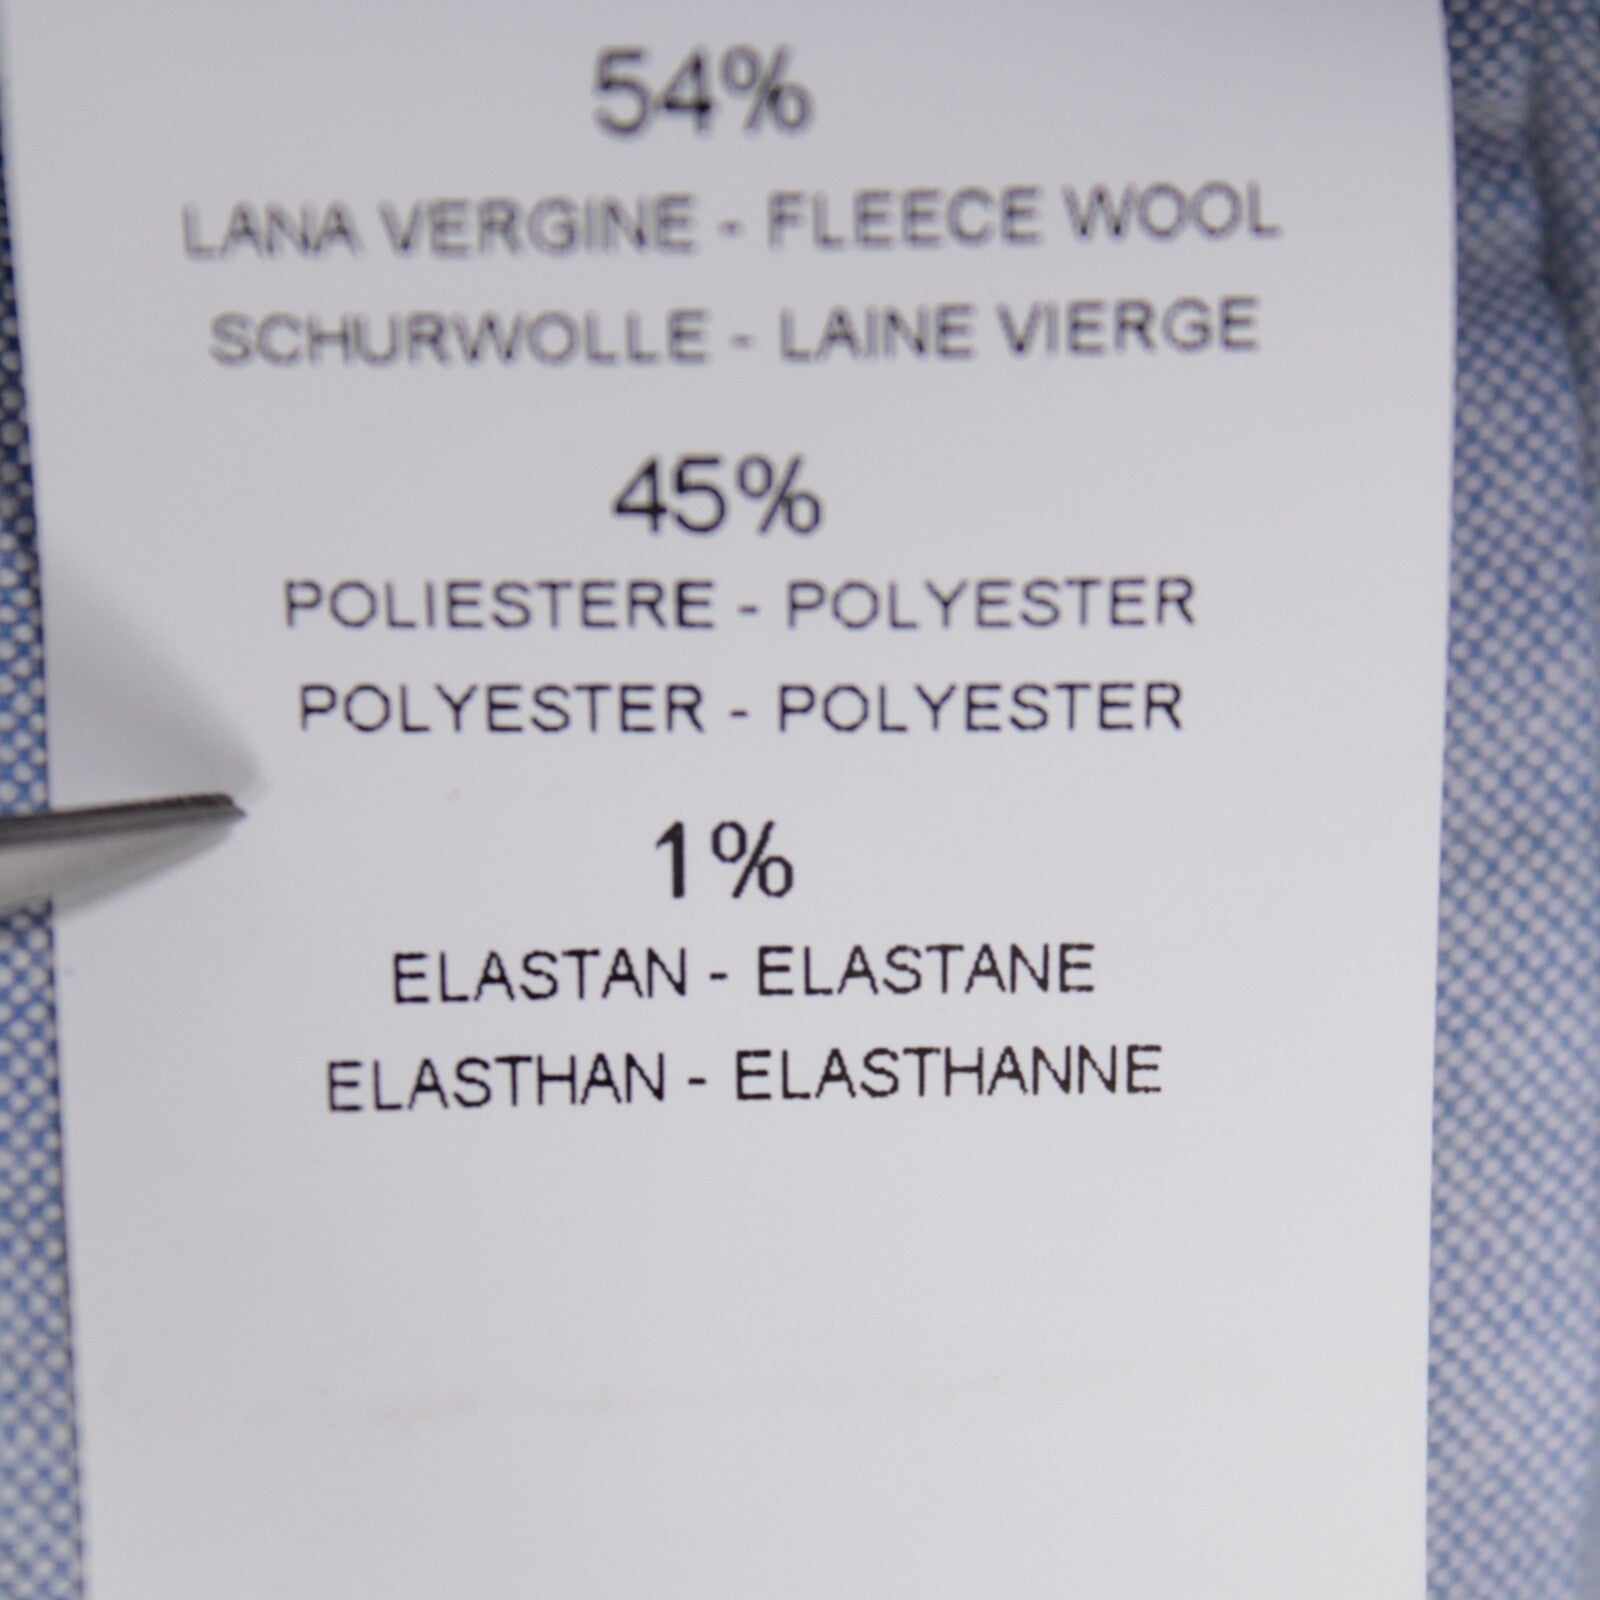 54%
LANA VERGINE - FLEECE WOOL
SCHURWOLLE - LAINE VIERGE
45%
POLIESTERE - POLYESTER
POLYESTER - POLYESTER
1%
ELASTAN - ELASTANE
ELASTHAN - ELASTHANNE